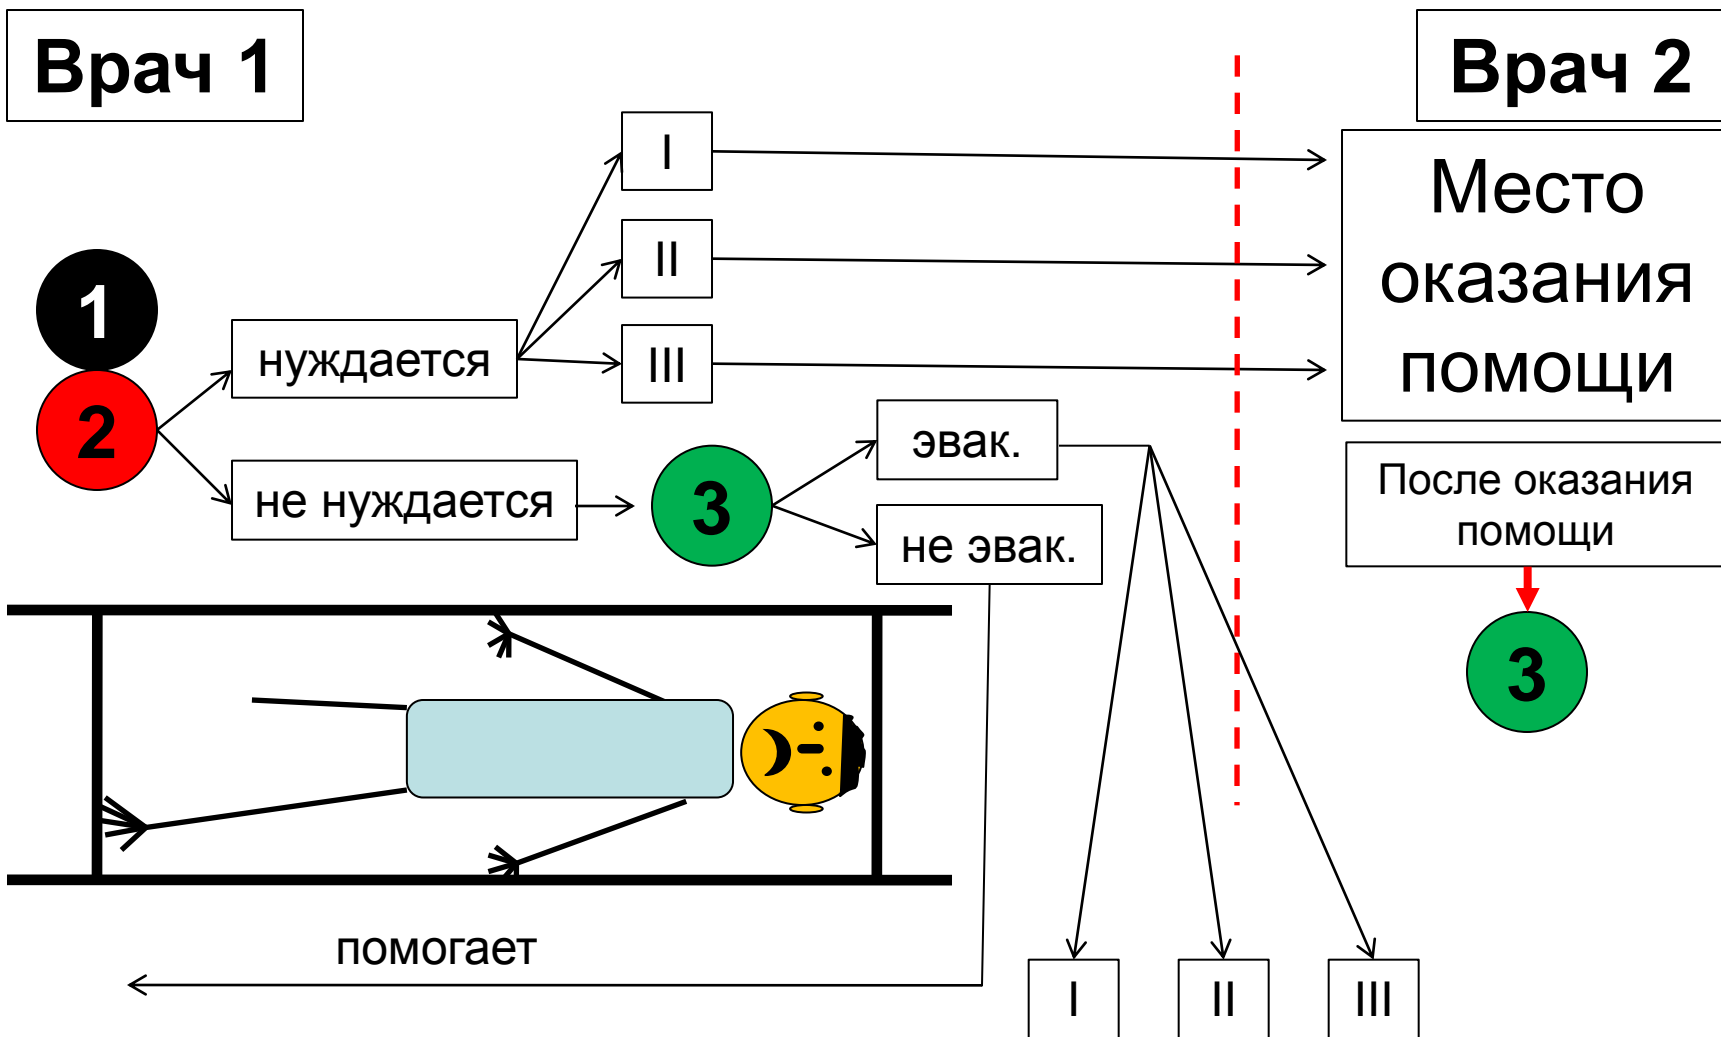 Врач 1
Врач 2
I
II
III
Место
оказания
помощи
1
2
нуждается
не нуждается
3
эвак.
не эвак.
После оказания
помощи
3
помогает
I
II
III